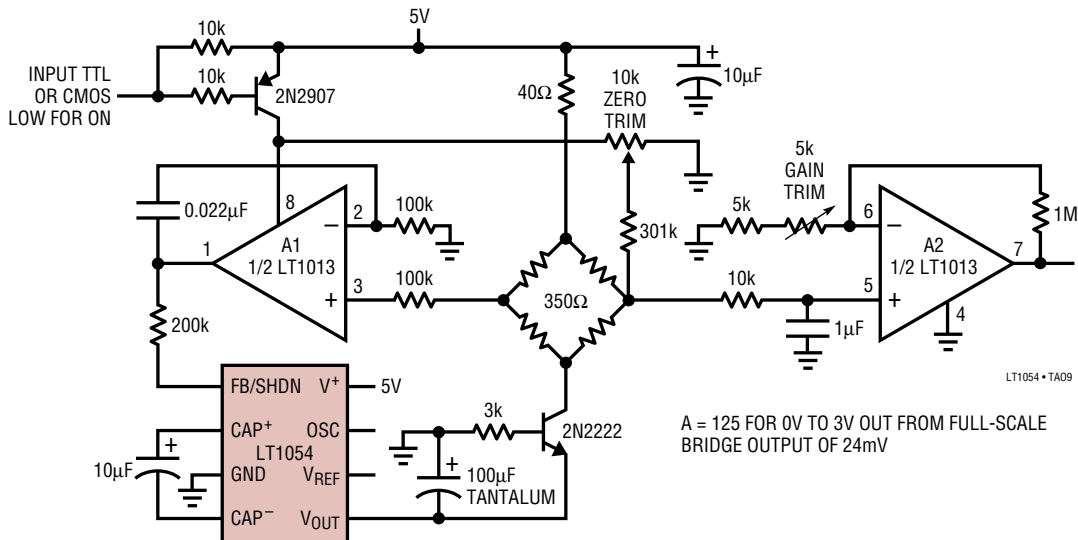 5V
10k
10k
INPUT TTL
OR CMOS
LOW FOR ON
2N2907
40Ω
10k
ZERO
TRIM
+
10µF
5k
GAIN
TRIM
0.022µF
8
2
–
100k
1
A1
1/2 LT1013
3
+
100k
350Ω
301k
5k
6
–
1M
A2
1/2 LT1013
7
10k
5
+
4
1µF
200k
LT1054 • TA09
FB/SHDN V+ 5V
CAP+ OSC
LT1054
GND VREF
CAP– VOUT
+
10µF
3k
2N2222
+
100µF
TANTALUM
A = 125 FOR 0V TO 3V OUT FROM FULL-SCALE
BRIDGE OUTPUT OF 24mV